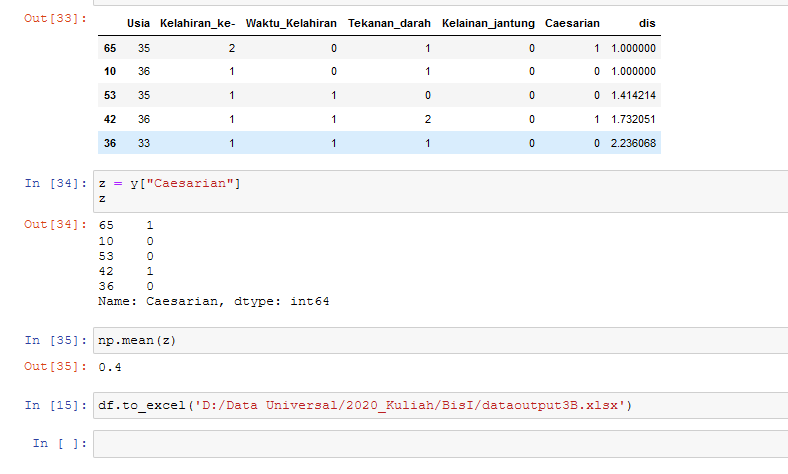 Out[33]:
Usia Kelahiran_ke- Waktu_Kelahiran Tekanan_darah Kelainan_jantung Caesarian dis
65 35 2 0 1 0 1 1.000000
10 36 1 0 1 0 0 1.000000
53 35 1 1 0 0 0 1.414214
42 36 1 1 2 0 1 1.732051
36 33 1 1 1 0 0 2.236068
In [34]: z = y["Caesarian"]
z
Out[34]: 65 1
10 0
53 0
42 1
36 0
Name: Caesarian, dtype: int64
In [35]: np.mean(z)
Out[35]: 0.4
In [15]: df.to_excel('D:/Data Universal/2020_Kuliah/BisI/dataoutput3B.xlsx')
In [ ]: